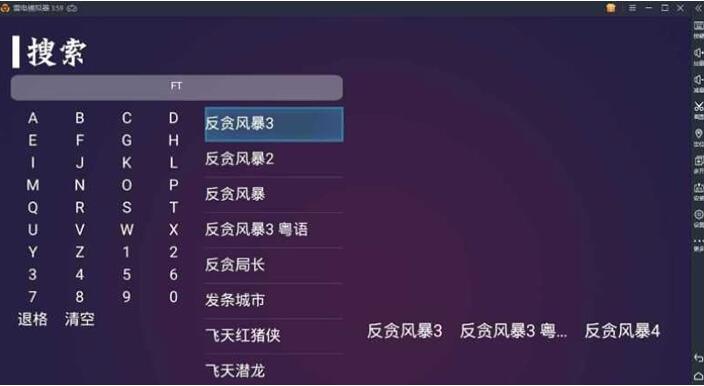 雷电模拟器
搜索
FT
A B C D
E F G H
I J K L
M N O P
Q R S T
U V W X
Y Z 1 2
3 4 5 6
7 8 9 0
退格 清空
反贪风暴3
反贪风暴2
反贪风暴
反贪风暴3 粤语
反贪局长
发条城市
飞天红猪侠
飞天潜龙
反贪风暴3 反贪风暴3 粤... 反贪风暴4